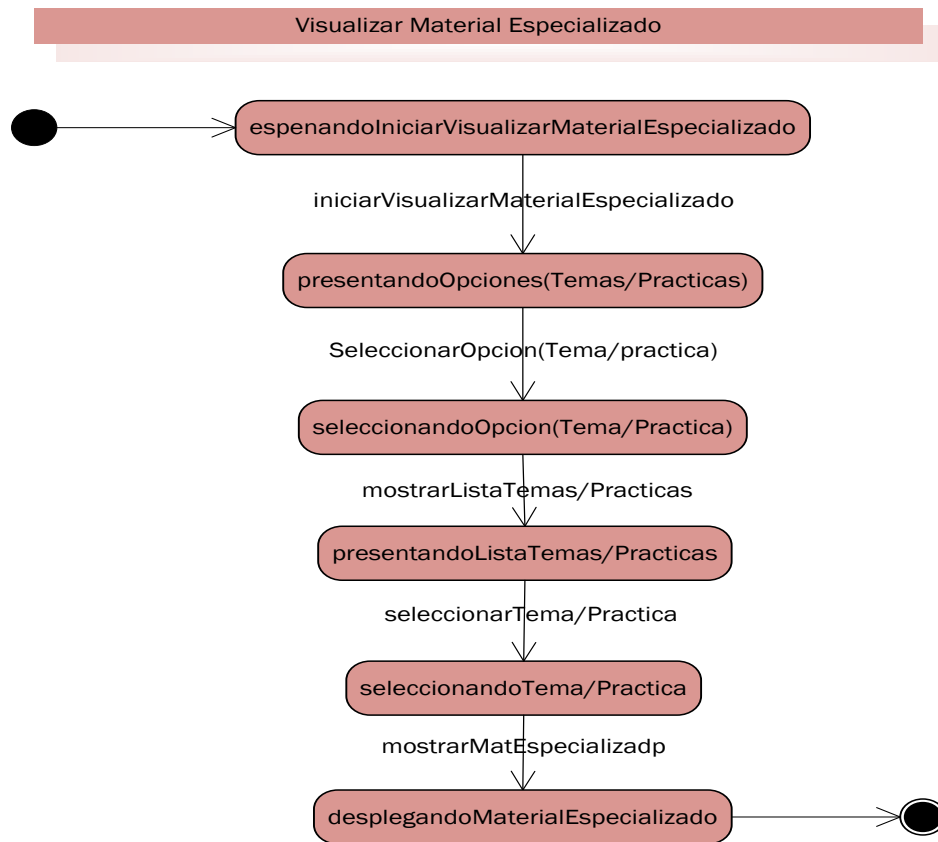 Visualizar Material Especializado
espenandoIniciarVisualizarMaterialEspecializado
iniciarVisualizarMaterialEspecializado
presentandoOpciones(Temas/Practicas)
SeleccionarOpcion(Tema/practica)
seleccionandoOpcion(Tema/Practica)
mostrarListaTemas/Practicas
presentandoListaTemas/Practicas
seleccionarTema/Practica
seleccionandoTema/Practica
mostrarMatEspecializadp
desplegandoMaterialEspecializado